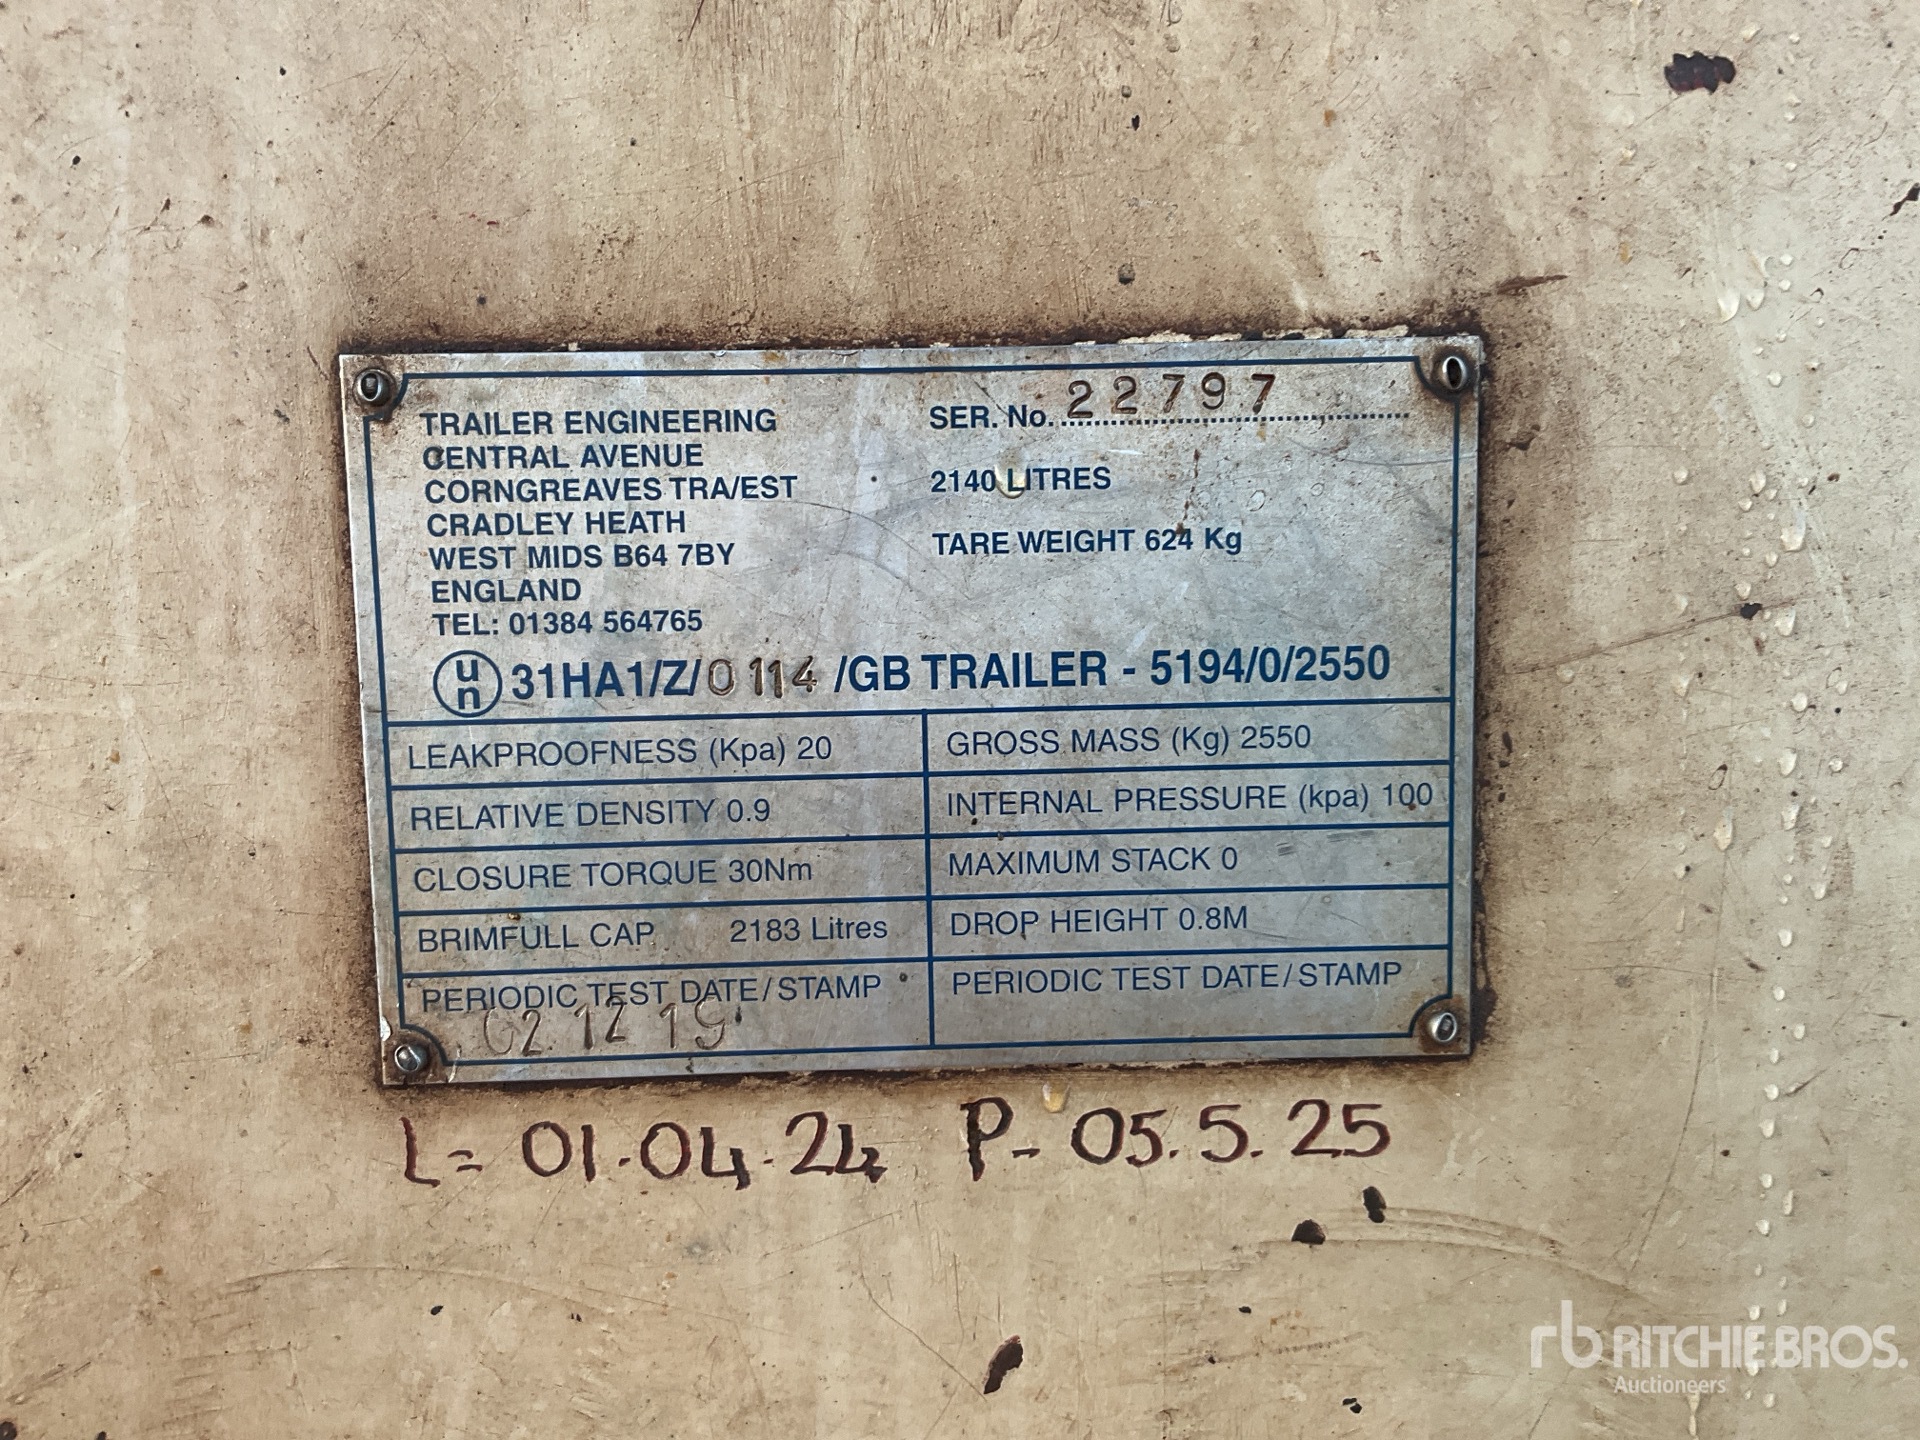 TRAILER ENGINEERING
CENTRAL AVENUE
CORNGREAVES TRA/EST
CRADLEY HEATH
WEST MIDS B64 7BY
ENGLAND
TEL: 01384 564765
SER. No. 22797
2140 LITRES
TARE WEIGHT 624 Kg
un 31HA1/Z/0114/GB TRAILER - 5194/0/2550
LEAKPROOFNESS (Kpa) 20
GROSS MASS (Kg) 2550
RELATIVE DENSITY 0.9
INTERNAL PRESSURE (kpa) 100
CLOSURE TORQUE 30Nm
MAXIMUM STACK 0
BRIMFULL CAP. 2183 Litres
DROP HEIGHT 0.8M
PERIODIC TEST DATE/STAMP
02 12 19
PERIODIC TEST DATE/STAMP
L= 01.04.24 P- 05.5.25
rb RITCHIE BROS.
Auctioneers